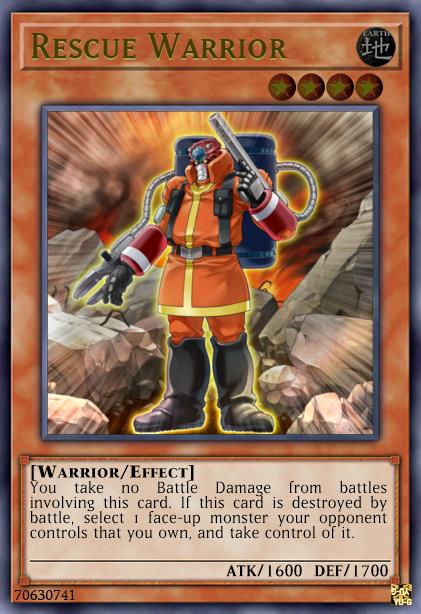 Rescue Warrior
EARTH
地
[Warrior/Effect]
You take no Battle Damage from battles
involving this card. If this card is destroyed by
battle, select 1 face-up monster your opponent
controls that you own, and take control of it.
ATK/1600 DEF/1700
70630741